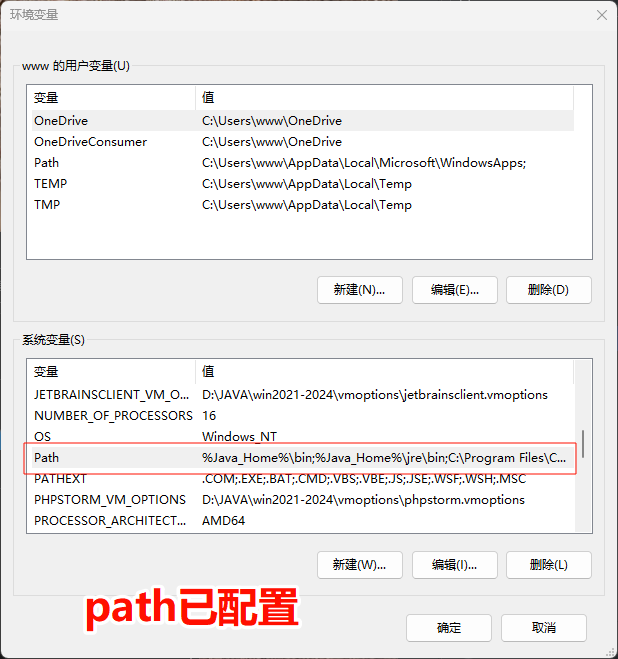 环境变量
www 的用户变量(U)
变量 值
OneDrive C:\Users\www\OneDrive
OneDriveConsumer C:\Users\www\OneDrive
Path C:\Users\www\AppData\Local\Microsoft\WindowsApps;
TEMP C:\Users\www\AppData\Local\Temp
TMP C:\Users\www\AppData\Local\Temp
新建(N)... 编辑(E)... 删除(D)
系统变量(S)
变量 值
JETBRAINSCLIENT_VM_O... D:\JAVA\win2021-2024\vmoptions\jetbrainsclient.vmoptions
NUMBER_OF_PROCESSORS 16
OS Windows_NT
Path %Java_Home%\bin;%Java_Home%\jre\bin;C:\Program Files\C...
PATHEXT .COM;.EXE;.BAT;.CMD;.VBS;.VBE;.JS;.JSE;.WSF;.WSH;.MSC
PHPSTORM_VM_OPTIONS D:\JAVA\win2021-2024\vmoptions\phpstorm.vmoptions
PROCESSOR_ARCHITECT... AMD64
新建(W)... 编辑(I)... 删除(L)
path已配置
确定 取消